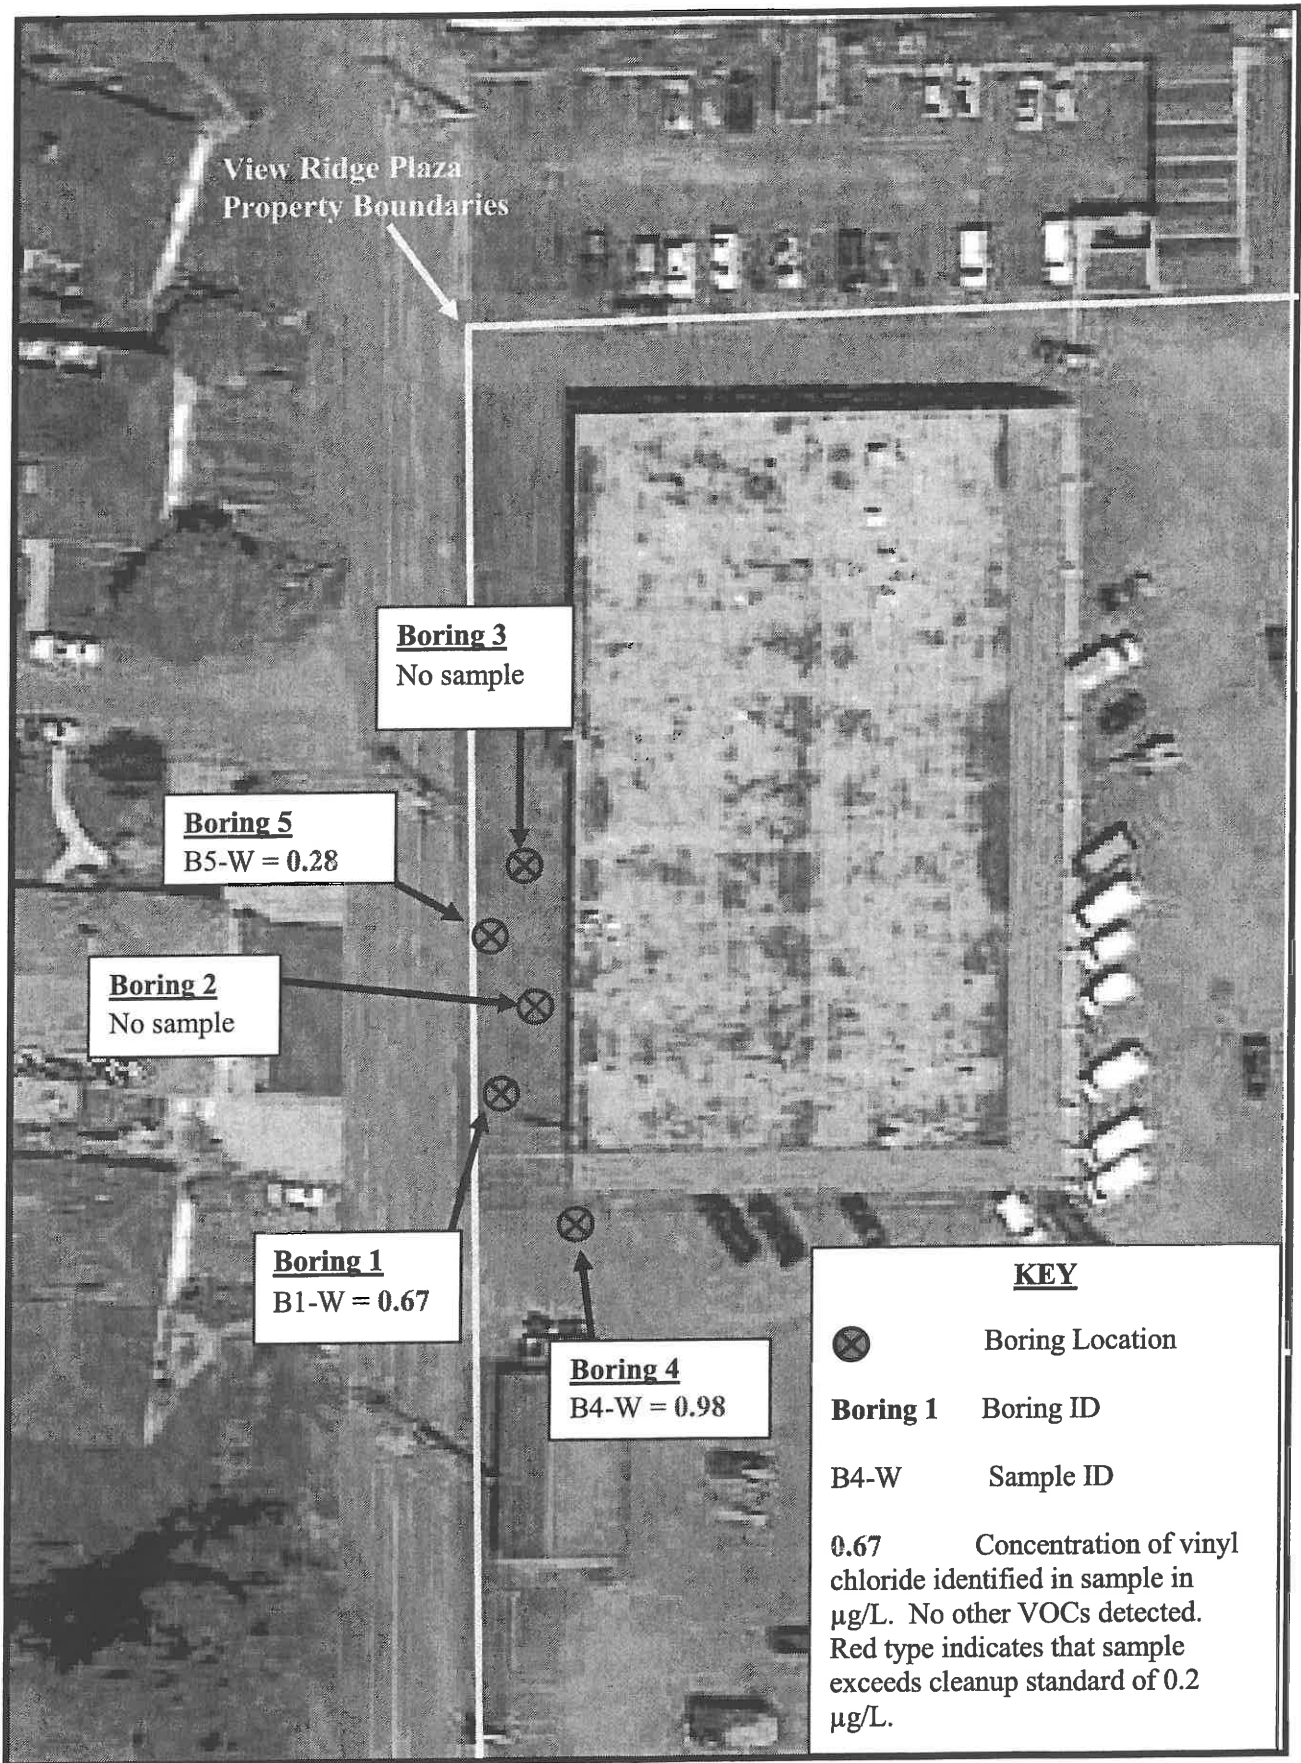 View Ridge Plaza
Property Boundaries
Boring 3
No sample
Boring 5
B5-W = 0.28
Boring 2
No sample
Boring 1
B1-W = 0.67
Boring 4
B4-W = 0.98
KEY
Boring Location
Boring 1 Boring ID
B4-W Sample ID
0.67 Concentration of vinyl
chloride identified in sample in
µg/L. No other VOCs detected.
Red type indicates that sample
exceeds cleanup standard of 0.2
µg/L.